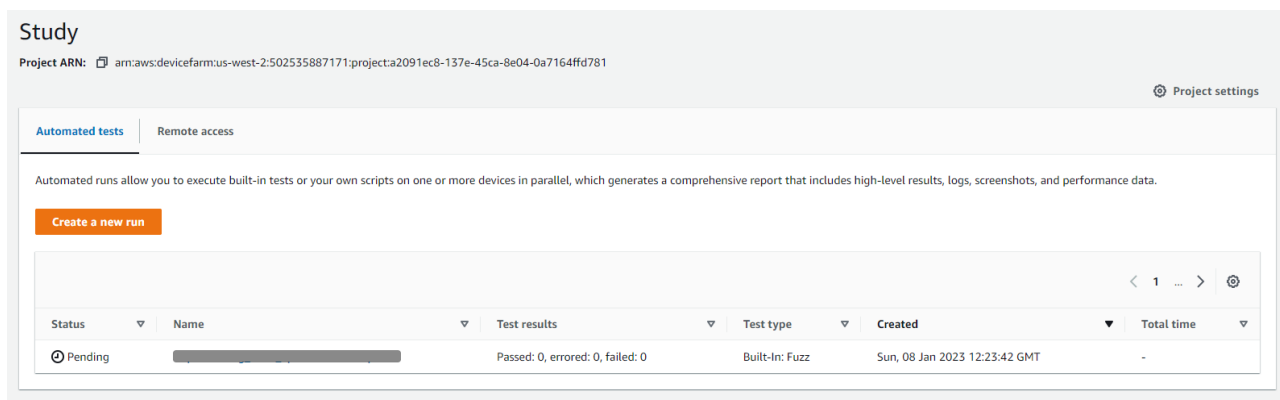 Study
Project ARN: arn:aws:devicefarm:us-west-2:502535887171:project:a2091ec8-137e-45ca-8e04-0a7164ffd781
Project settings
Automated tests Remote access
Automated runs allow you to execute built-in tests or your own scripts on one or more devices in parallel, which generates a comprehensive report that includes high-level results, logs, screenshots, and performance data.
Create a new run
1 ...
Status Name Test results Test type Created Total time
Pending Passed: 0, errored: 0, failed: 0 Built-In: Fuzz Sun, 08 Jan 2023 12:23:42 GMT -